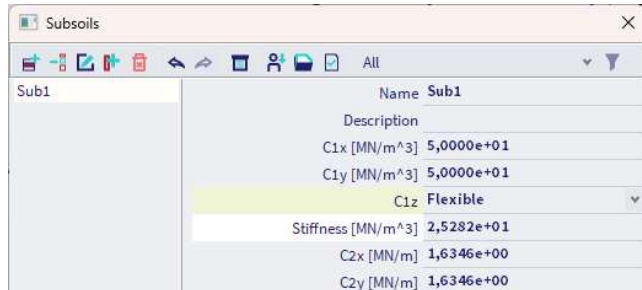 Subsoils
All
Sub1
Name Sub1
Description
C1x [MN/m^3] 5,0000e+01
C1y [MN/m^3] 5,0000e+01
C1z Flexible
Stiffness [MN/m^3] 2,5282e+01
C2x [MN/m] 1,6346e+00
C2y [MN/m] 1,6346e+00